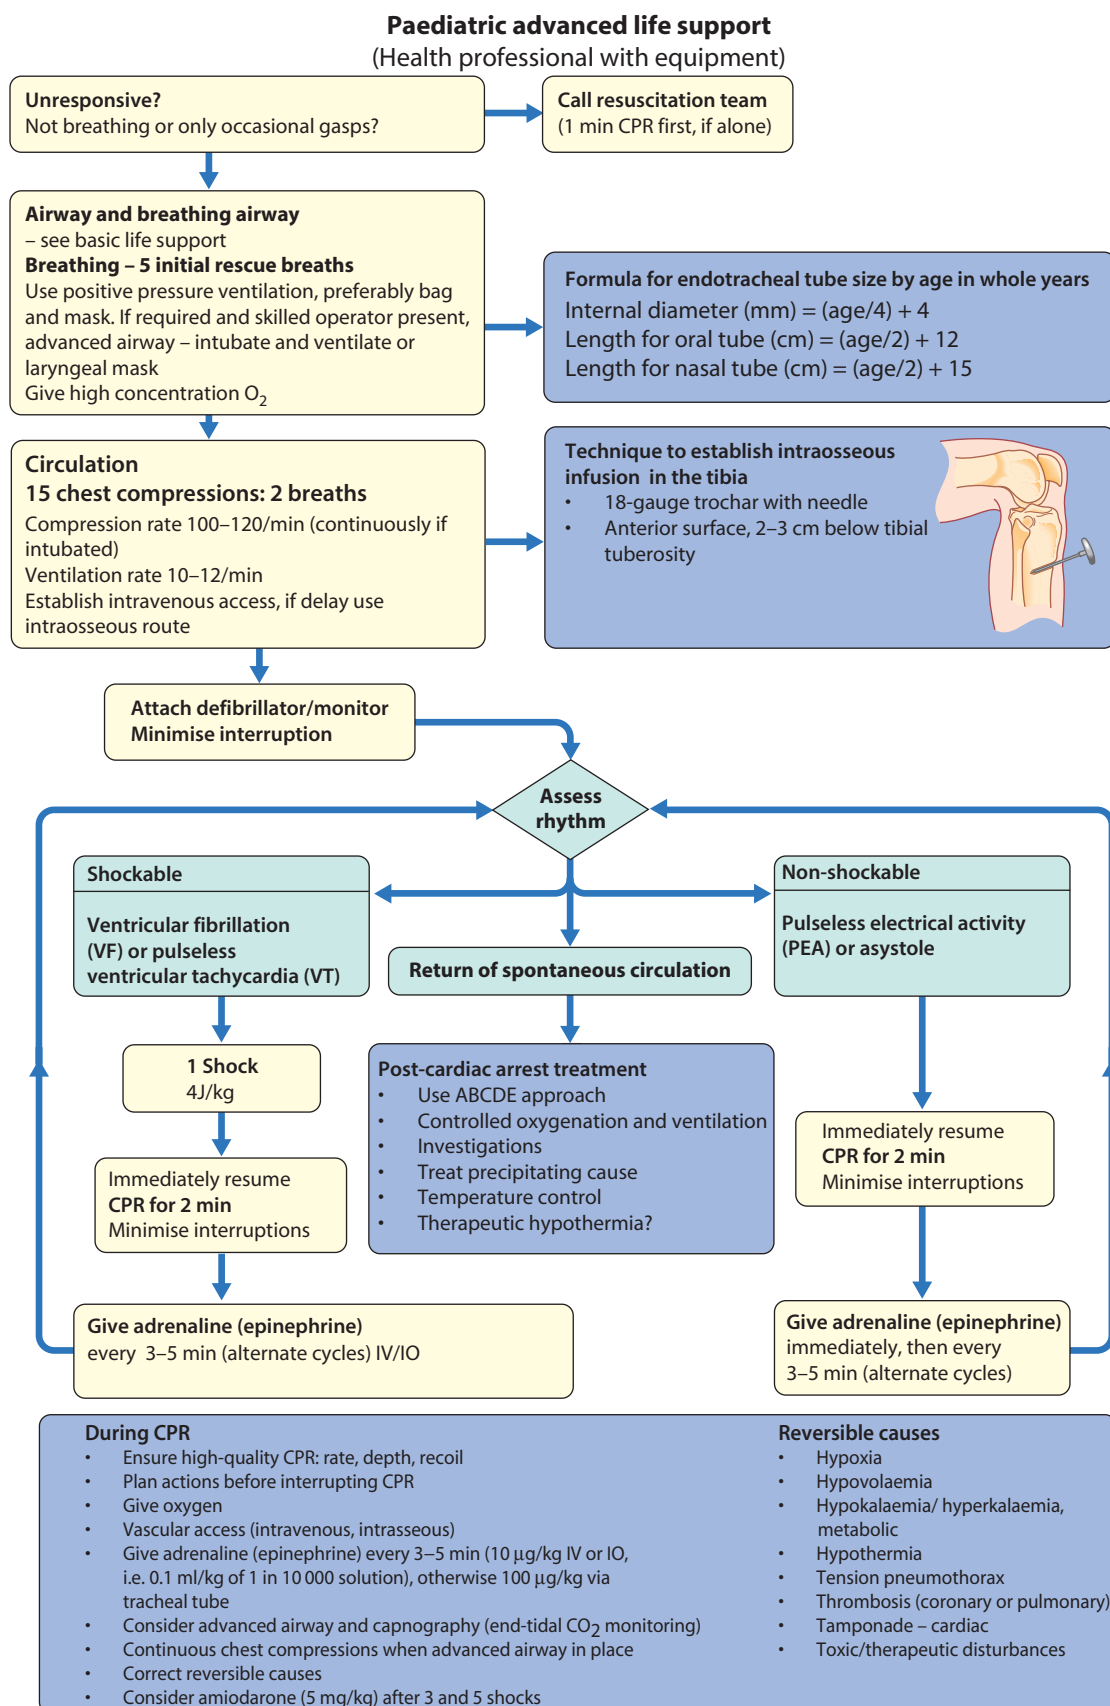 Paediatric advanced life support
(Health professional with equipment)
Unresponsive?
Not breathing or only occasional gasps?
Call resuscitation team
(1 min CPR first, if alone)
Airway and breathing airway
– see basic life support
Breathing – 5 initial rescue breaths
Use positive pressure ventilation, preferably bag
and mask. If required and skilled operator present,
advanced airway – intubate and ventilate or
laryngeal mask
Give high concentration O2
Formula for endotracheal tube size by age in whole years
Internal diameter (mm) = (age/4) + 4
Length for oral tube (cm) = (age/2) + 12
Length for nasal tube (cm) = (age/2) + 15
Circulation
15 chest compressions: 2 breaths
Compression rate 100–120/min (continuously if
intubated)
Ventilation rate 10–12/min
Establish intravenous access, if delay use
intraosseous route
Technique to establish intraosseous
infusion in the tibia
• 18-gauge trochar with needle
• Anterior surface, 2–3 cm below tibial
tuberosity
Attach defibrillator/monitor
Minimise interruption
Assess
rhythm
Shockable
Ventricular fibrillation
(VF) or pulseless
ventricular tachycardia (VT)
Return of spontaneous circulation
Non-shockable
Pulseless electrical activity
(PEA) or asystole
1 Shock
4J/kg
Immediately resume
CPR for 2 min
Minimise interruptions
Post-cardiac arrest treatment
• Use ABCDE approach
• Controlled oxygenation and ventilation
• Investigations
• Treat precipitating cause
• Temperature control
• Therapeutic hypothermia?
Immediately resume
CPR for 2 min
Minimise interruptions
Give adrenaline (epinephrine)
every 3–5 min (alternate cycles) IV/IO
Give adrenaline (epinephrine)
immediately, then every
3–5 min (alternate cycles)
During CPR
• Ensure high-quality CPR: rate, depth, recoil
• Plan actions before interrupting CPR
• Give oxygen
• Vascular access (intravenous, intrasseous)
• Give adrenaline (epinephrine) every 3–5 min (10 μg/kg IV or IO,
i.e. 0.1 ml/kg of 1 in 10 000 solution), otherwise 100 μg/kg via
tracheal tube
• Consider advanced airway and capnography (end-tidal CO2 monitoring)
• Continuous chest compressions when advanced airway in place
• Correct reversible causes
• Consider amiodarone (5 mg/kg) after 3 and 5 shocks
Reversible causes
• Hypoxia
• Hypovolaemia
• Hypokalaemia/ hyperkalaemia,
metabolic
• Hypothermia
• Tension pneumothorax
• Thrombosis (coronary or pulmonary)
• Tamponade – cardiac
• Toxic/therapeutic disturbances